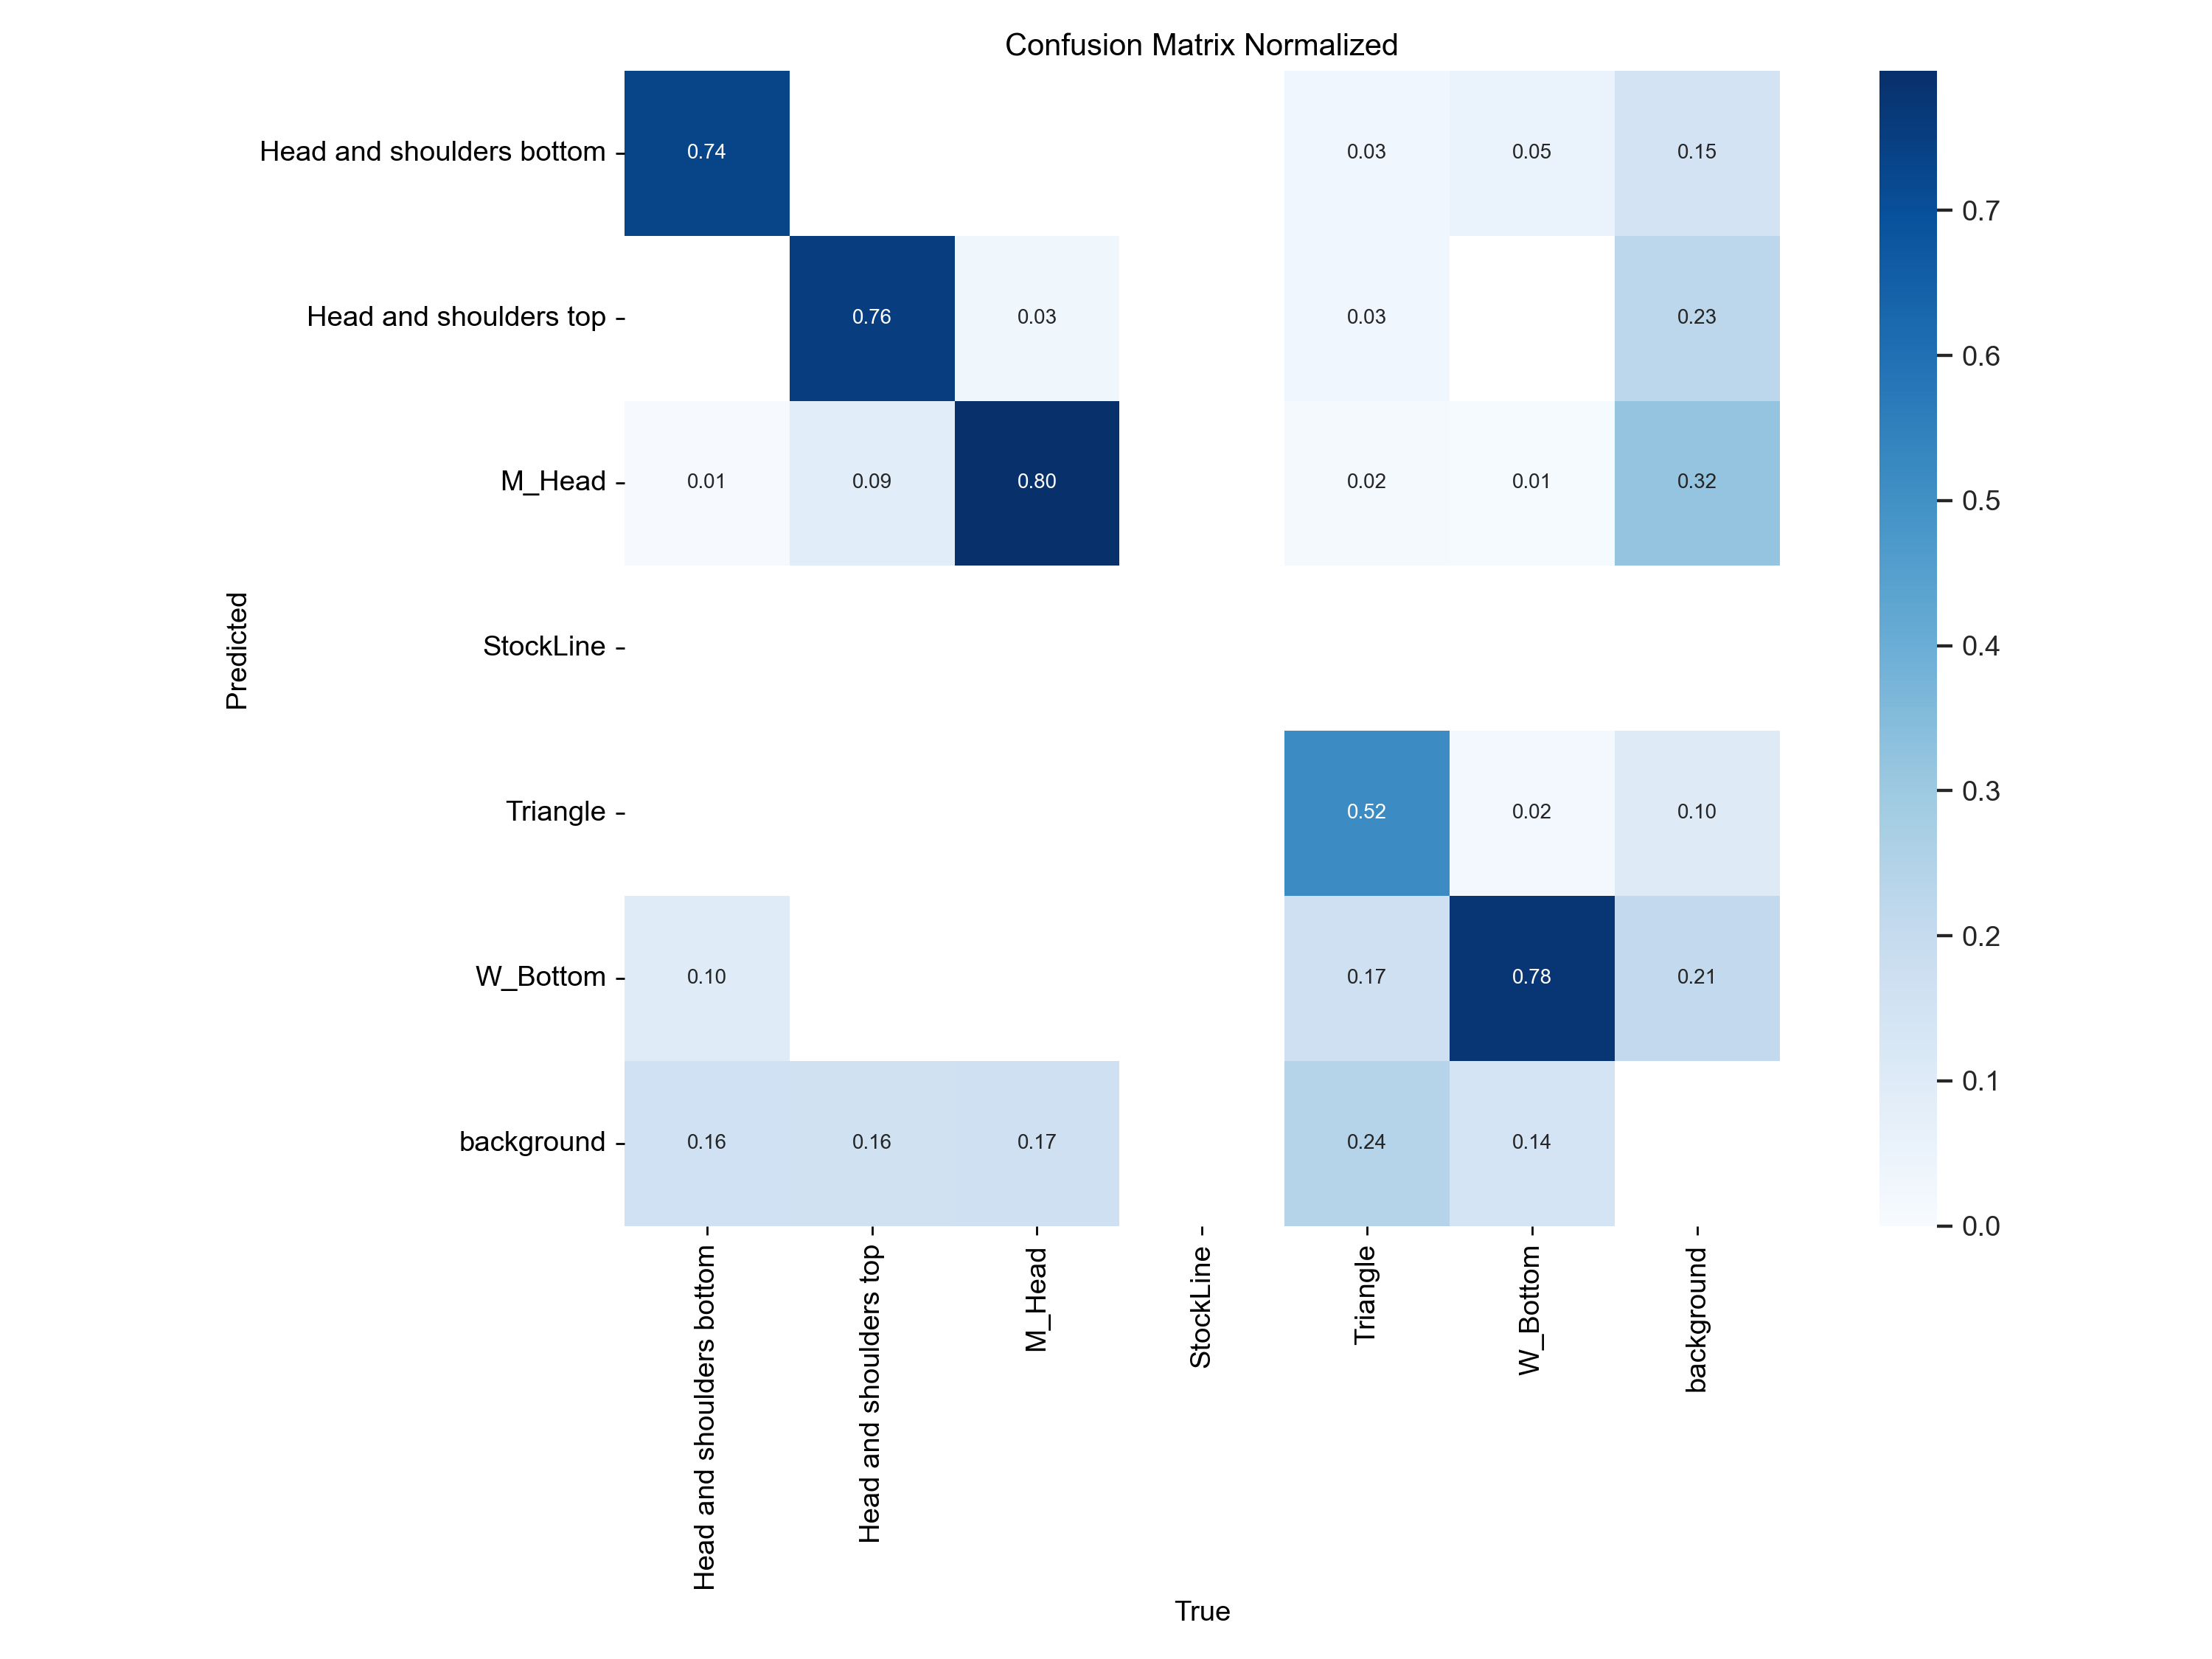 Confusion Matrix Normalized
Head and shoulders bottom
0.74
0.03
0.05
0.15
Head and shoulders top
0.76
0.03
0.03
0.23
M_Head
0.01
0.09
0.80
0.02
0.01
0.32
StockLine
Triangle
0.52
0.02
0.10
W_Bottom
0.10
0.17
0.78
0.21
background
0.16
0.16
0.17
0.24
0.14
Predicted
Head and shoulders bottom
Head and shoulders top
M_Head
StockLine
Triangle
W_Bottom
background
True
0.7
0.6
0.5
0.4
0.3
0.2
0.1
0.0